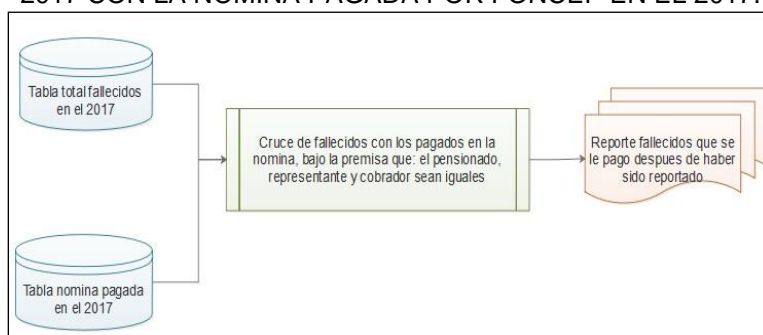 2017 CON LA NOMINA PAGADA POR FONCEP EN EL 2017.
Tabla total fallecidos
en el 2017
Cruce de fallecidos con los pagados en la
nomina, bajo la premisa que: el pensionado,
representante y cobrador sean iguales
Reporte fallecidos que se
le pago despues de haber
sido reportado
Tabla nomina pagada
en el 2017